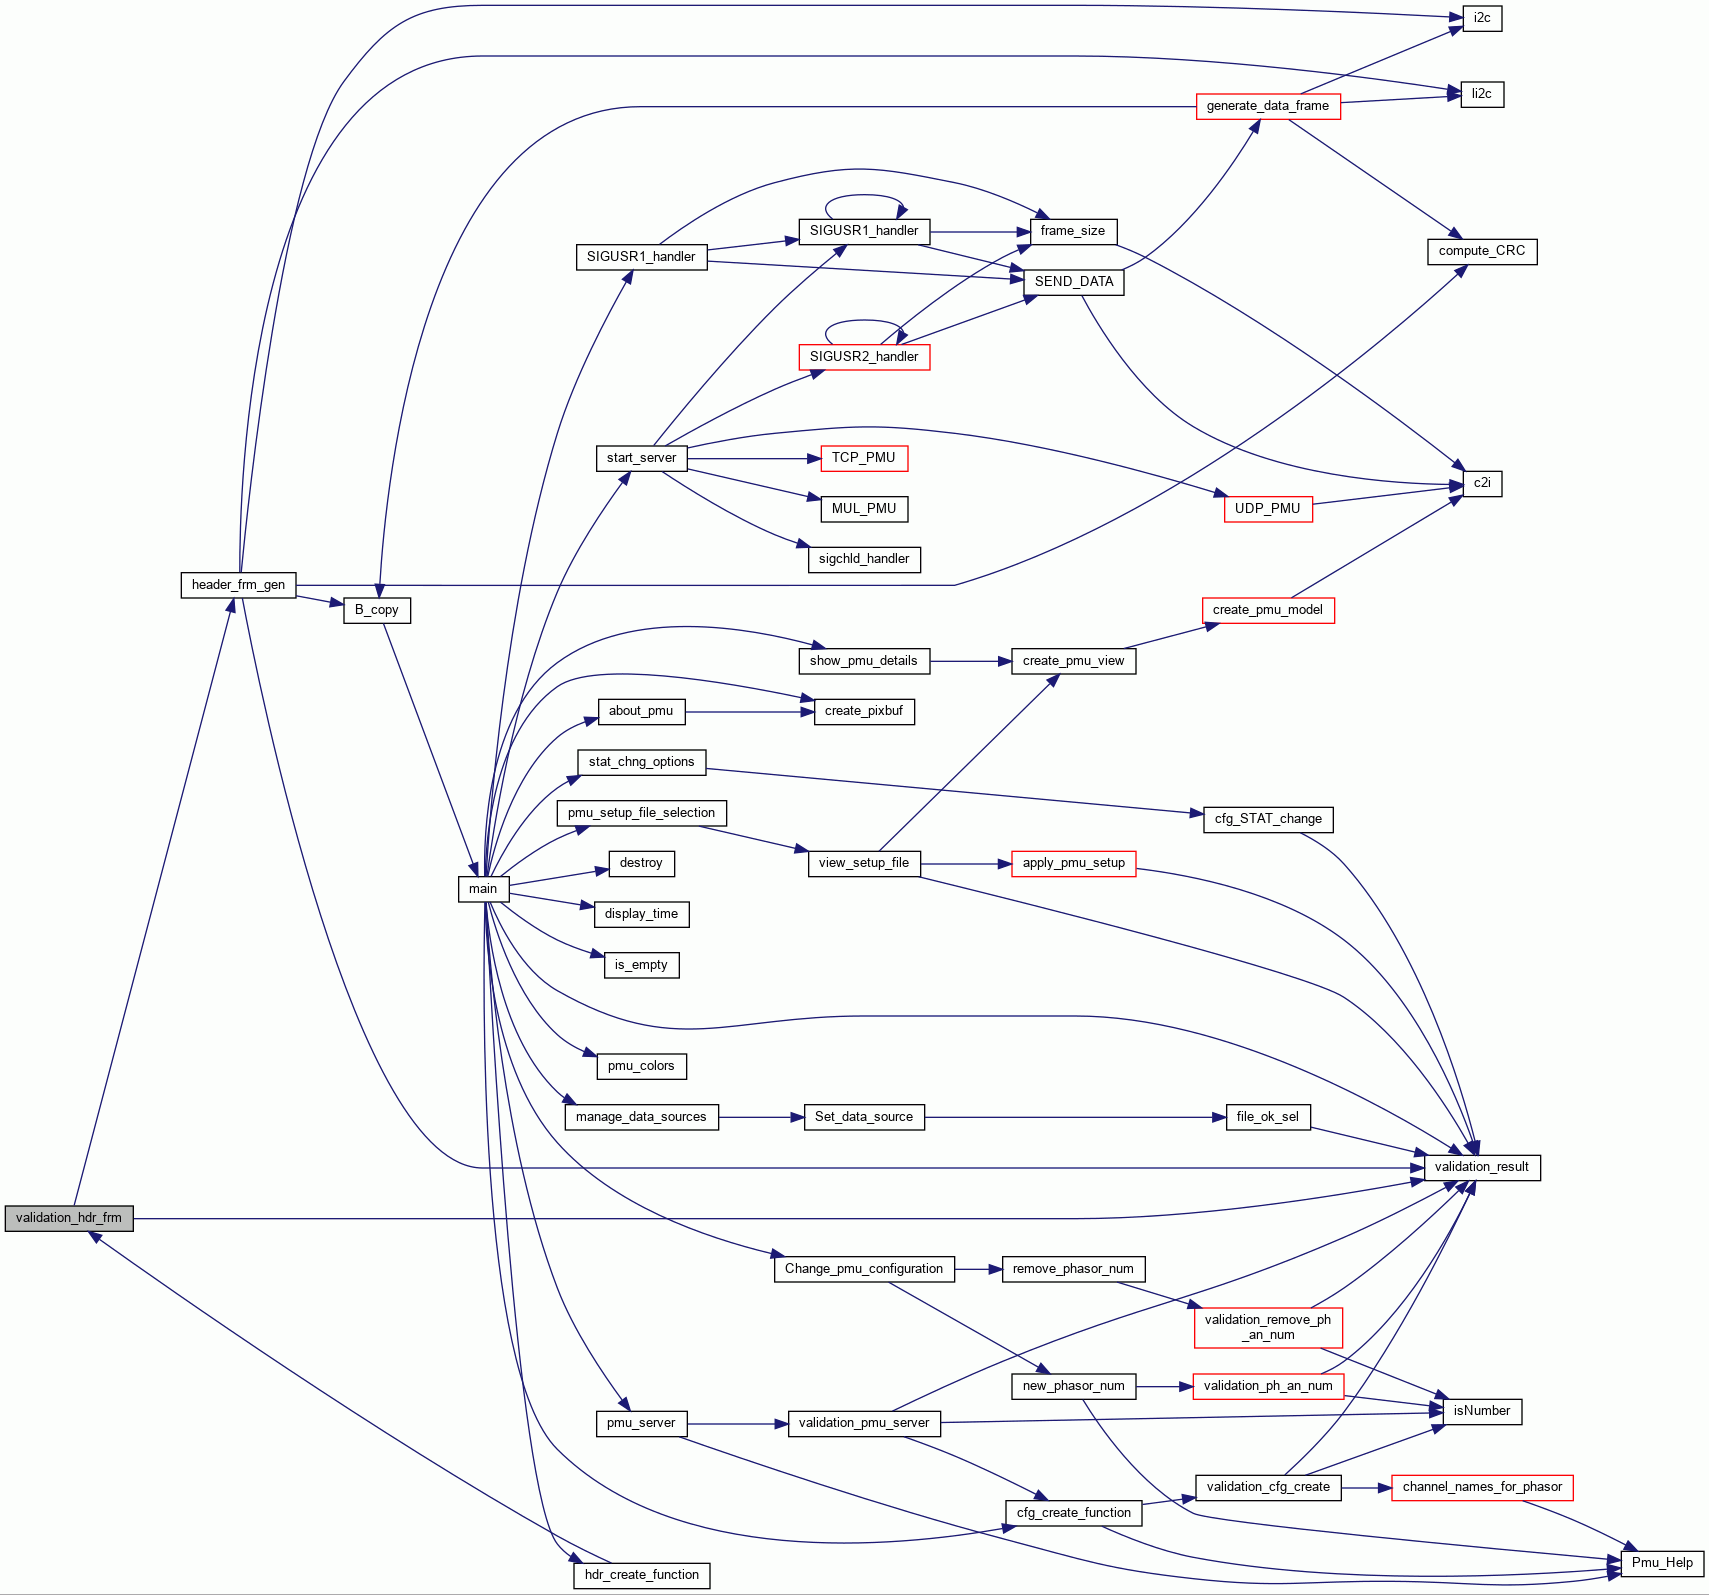 i2c
li2c
generate_data_frame
SIGUSR1_handler
frame_size
SIGUSR1_handler
compute_CRC
SEND_DATA
SIGUSR2_handler
start_server
TCP_PMU
c2i
MUL_PMU
UDP_PMU
sigchld_handler
header_frm_gen
B_copy
create_pmu_model
show_pmu_details
create_pmu_view
about_pmu
create_pixbuf
stat_chng_options
pmu_setup_file_selection
cfg_STAT_change
destroy
view_setup_file
apply_pmu_setup
main
display_time
is_empty
pmu_colors
manage_data_sources
Set_data_source
file_ok_sel
validation_result
validation_hdr_frm
Change_pmu_configuration
remove_phasor_num
validation_remove_ph
_an_num
new_phasor_num
validation_ph_an_num
isNumber
pmu_server
validation_pmu_server
validation_cfg_create
channel_names_for_phasor
cfg_create_function
Pmu_Help
hdr_create_function